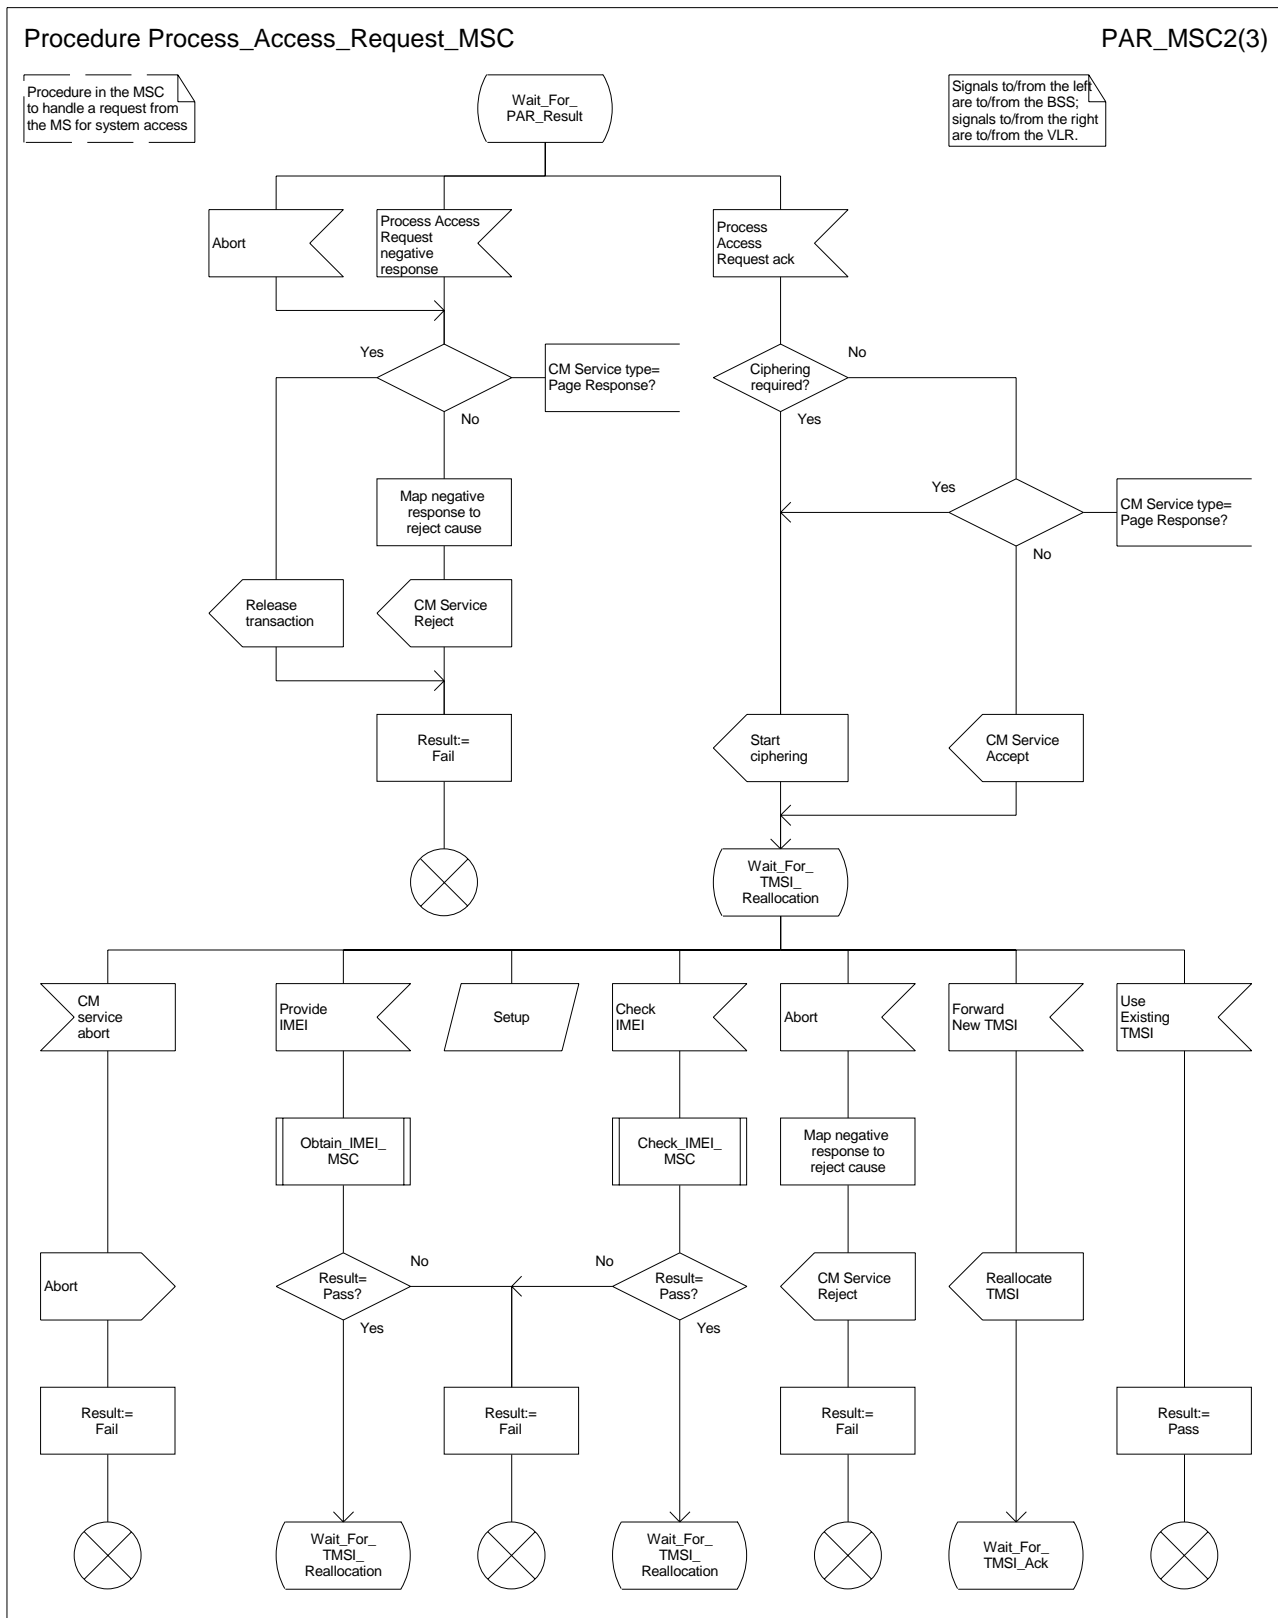 Procedure Process_Access_Request_MSC
PAR_MSC2(3)
Procedure in the MSC
to handle a request from
the MS for system access
Wait_For_
PAR_Result
Signals to/from the left
are to/from the BSS;
signals to/from the right
are to/from the VLR.
Abort
Process Access
Request
negative
response
Process
Access
Request ack
Yes
CM Service type=
Page Response?
No
Ciphering
required?
No
Yes
Map negative
response to
reject cause
Yes
CM Service type=
Page Response?
No
Release
transaction
CM Service
Reject
Result:=
Fail
Start
ciphering
CM Service
Accept
Wait_For_
TMSI_
Reallocation
CM
service
abort
Provide
IMEI
Setup
Check
IMEI
Abort
Forward
New TMSI
Use
Existing
TMSI
Obtain_IMEI_
MSC
Check_IMEI_
MSC
Map negative
response to
reject cause
Abort
Result=
Pass?
No
Yes
No
Result=
Pass?
Yes
CM Service
Reject
Reallocate
TMSI
Result:=
Fail
Result:=
Fail
Result:=
Fail
Result:=
Pass
Wait_For_
TMSI_
Reallocation
Wait_For_
TMSI_
Reallocation
Wait_For_
TMSI_Ack